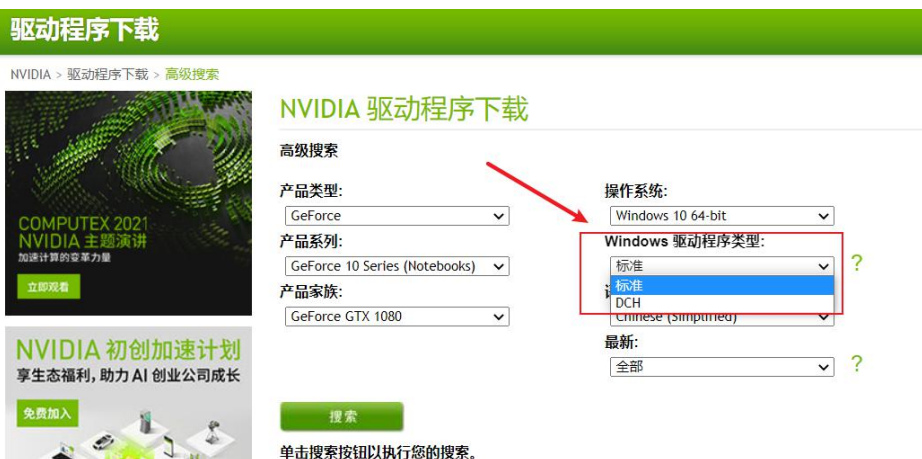 驱动程序下载
NVIDIA > 驱动程序下载 > 高级搜索
COMPUTEX 2021
NVIDIA 主题演讲
加速计算的变革力量
立即观看
NVIDIA 初创加速计划
享生态福利，助力 AI 创业公司成长
免费加入
NVIDIA 驱动程序下载
高级搜索
产品类型:
GeForce
产品系列:
GeForce 10 Series (Notebooks)
产品家族:
GeForce GTX 1080
操作系统:
Windows 10 64-bit
Windows 驱动程序类型:
标准
?
标准
DCH
Chinese (Simplified)
最新:
全部
?
搜索
单击搜索按钮以执行您的搜索。